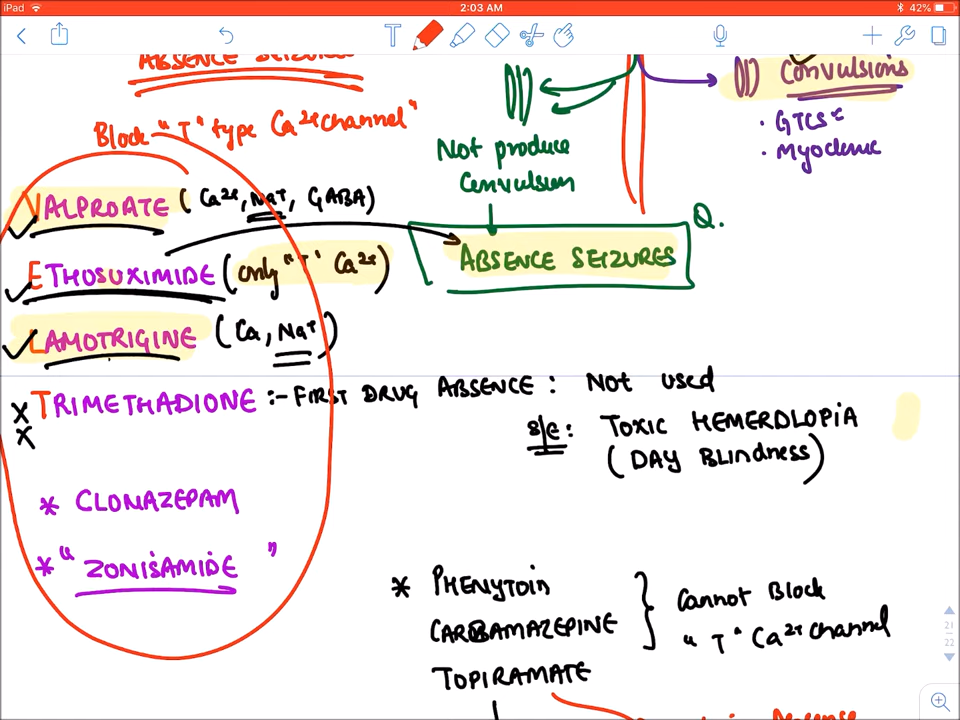 iPad
2:03 AM
42%
ABSENCE SEIZURE
Block "T" type Ca2+ channel"
VALPROATE (Ca2+, Na+, GABA)
ETHOSUXIMIDE (only "T" Ca2+)
LAMOTRIGINE (Ca, Na+)
TRIMETHADIONE :- FIRST DRUG ABSENCE : Not used
S/E : TOXIC HEMERDLOPIA
(DAY BLINDNESS)
* CLONAZEPAM
* "ZONISAMIDE"
Not produce
Convulsion
ABSENCE SEIZURES
Q.
Convulsions
• GTCS
• Myoclonic
* PHENYTOIN
CARBAMAZEPINE
TOPIRAMATE
Cannot Block
"T" Ca2+ channel
21
22